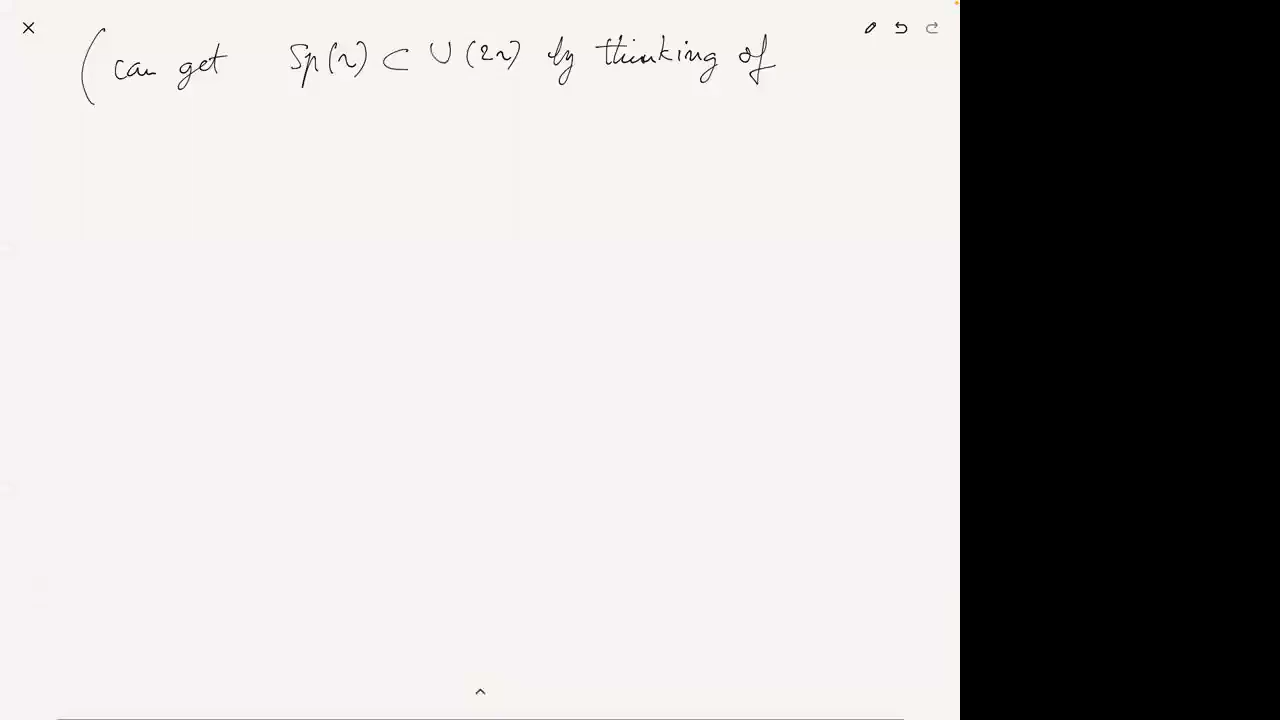 ( can get Sp(n) ⊂ U(2n) by thinking of